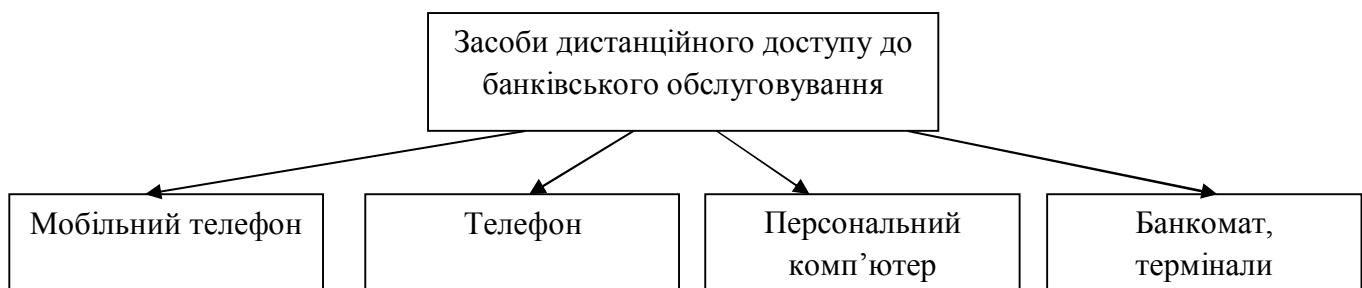 Засоби дистанційного доступу до
банківського обслуговування
Мобільний телефон
Телефон
Персональний
комп’ютер
Банкомат,
термінали